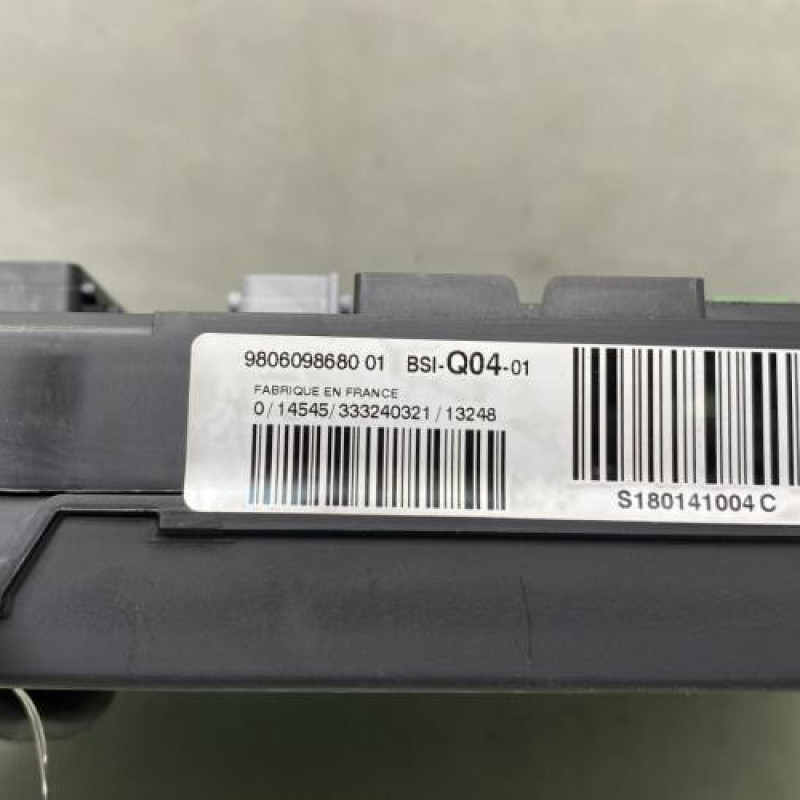 9806098680 01 BSI-Q04-01
FABRIQUE EN FRANCE
0/14545/333240321/13248
S180141004 C